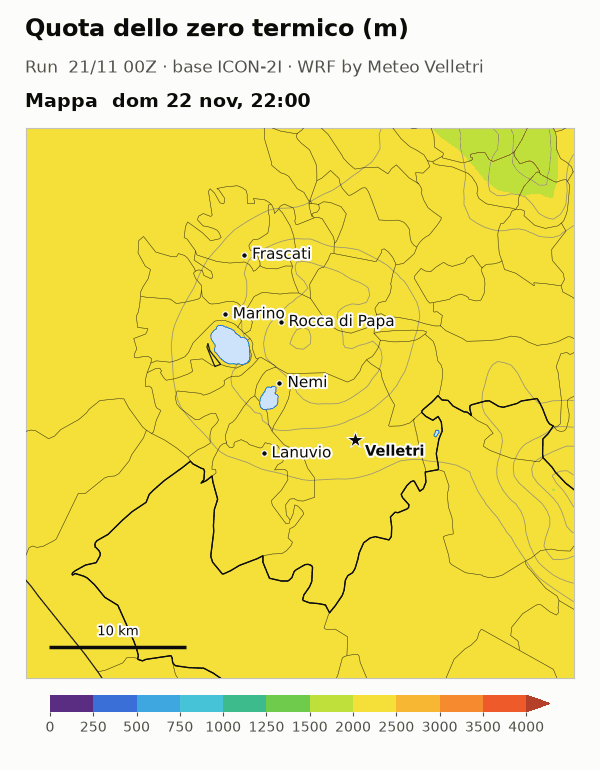 Quota dello zero termico (m)
Run  21/11 00Z · base ICON-2I · WRF by Meteo Velletri
Mappa  dom 22 nov, 22:00
Frascati
Marino
Rocca di Papa
Nemi
Velletri
Lanuvio
10 km
0 250 500 750 1000 1250 1500 2000 2500 3000 3500 4000